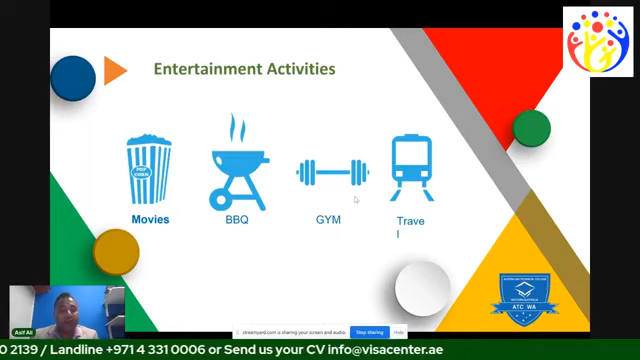 Entertainment Activities
POP
CORN
Movies
BBQ
GYM
Trave
l
ATC WA
Asif Ali
streamyard.com is sharing your screen and audio.
Stop sharing
Hide
0 2139 / Landline +971 4 331 0006 or Send us your CV info@visacenter.ae